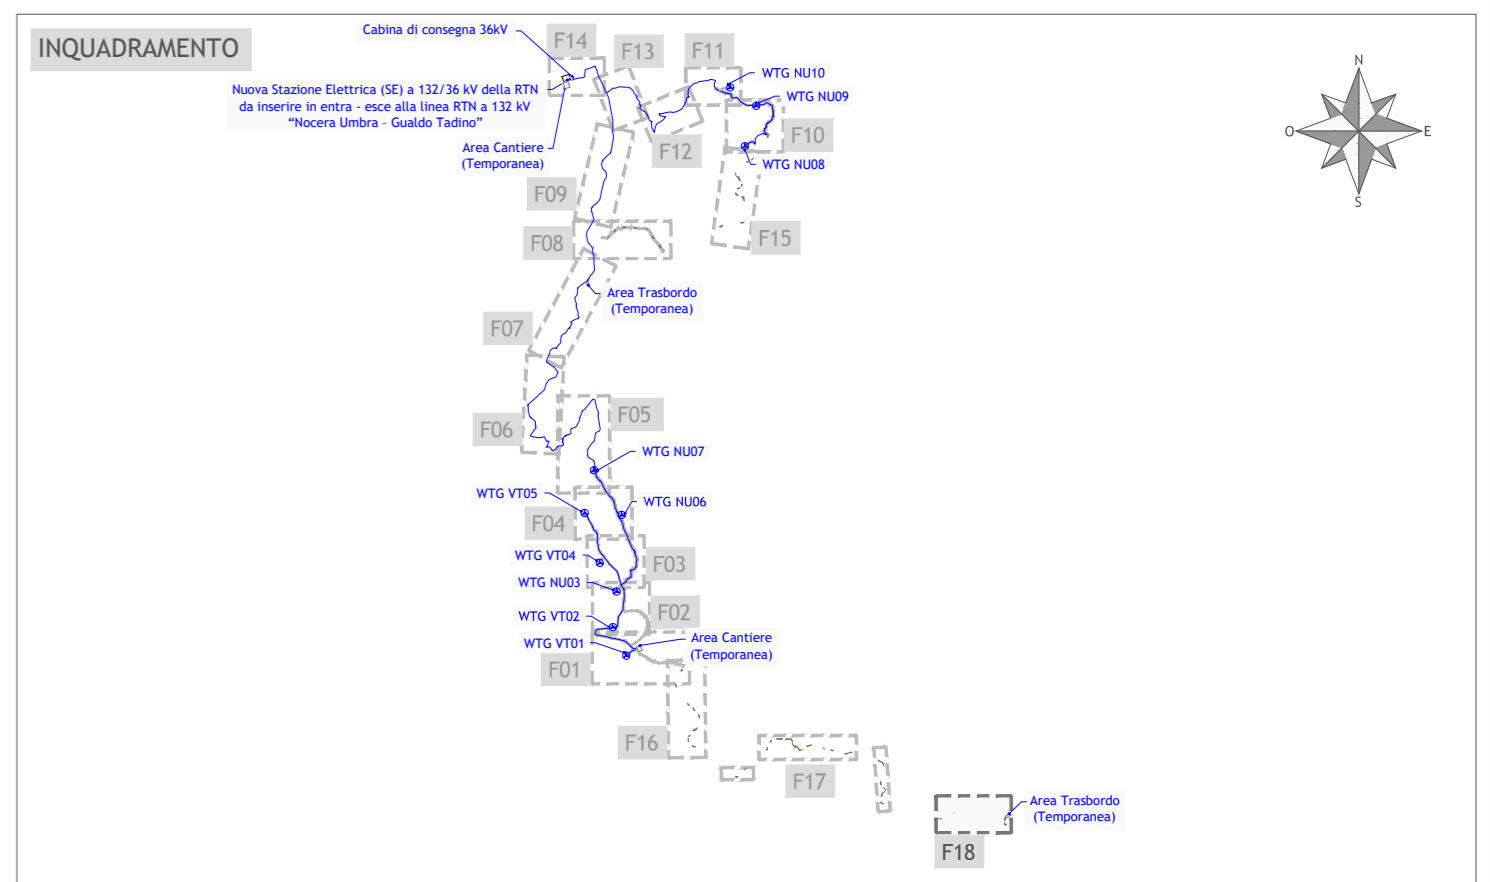 INQUADRAMENTO
Cabina di consegna 36kV
F14
F13
F11
WTG NU10
N
Nuova Stazione Elettrica (SE) a 132/36 kV della RTN
da inserire in entra - esce alla linea RTN a 132 kV
“Nocera Umbra – Gualdo Tadino”
WTG NU09
O
E
F10
F12
Area Cantiere
(Temporanea)
WTG NU08
F09
S
F15
F08
Area Trasbordo
(Temporanea)
F07
F05
F06
WTG NU07
WTG VT05
WTG NU06
F04
WTG VT04
F03
WTG NU03
F02
WTG VT02
WTG VT01
Area Cantiere
(Temporanea)
F01
F16
F17
Area Trasbordo
(Temporanea)
F18